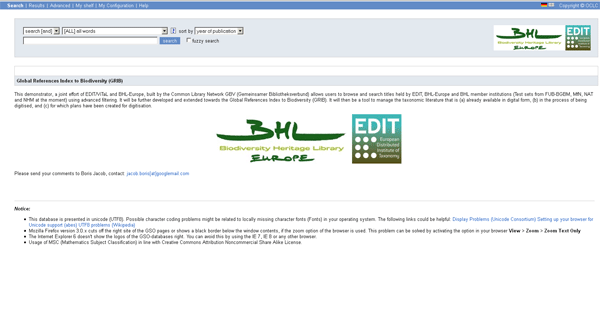 Search | Results | Advanced | My shelf | My Configuration | Help
Copyright © OCLC
search [and] [ALL] all words sort by year of publication
search fuzzy search
BHL
Biodiversity Heritage Library
EUROPE
EDIT
European Distributed Institute of Taxonomy
Global References Index to Biodiversity (GRIB)
This demonstrator, a joint effort of EDIT/ViTaL and BHL-Europe, built by the Common Library Network GBV (Gemeinsamer Bibliotheksverbund) allows users to browse and search titles held by EDIT, BHL-Europe and BHL member institutions (Test sets from FUB-BGBM, MfN, NAT
and NHM at the moment) using advanced filtering. It will be further developed and extended towards the Global References Index to Biodiversity (GRIB). It will then be a tool to manage the taxonomic literature that is (a) already available in digital form, (b) in the process of being
digitised, and (c) for which plans have been created for digitisation.
BHL
Biodiversity Heritage Library
EUROPE
EDIT
European
Distributed
Institute of
Taxonomy
Please send your comments to Boris Jacob, contact: jacob.boris[at]googlemail.com
Notice:
This database is presented in unicode (UTF8). Possible character coding problems might be related to locally missing character fonts (Fonts) in your operating system. The following links could be helpful: Display Problems (Unicode Consortium) Setting up your browser for
Unicode support (abes) UTF8 problems (Wikipedia)
Mozilla Firefox version 3.0.x cuts off the right site of the GSO pages or shows a black border below the window contents, if the zoom option of the browser is used. This problem can be solved by activating the option in your browser View > Zoom > Zoom Text Only
The Internet Explorer 6 doesn't show the logos of the GSO-databases right. You can avoid this by using the IE 7, IE 8 or any other browser.
Usage of MSC (Mathematics Subject Classification) in line with Creative Commons Attribution Noncommercial Share Alike License.